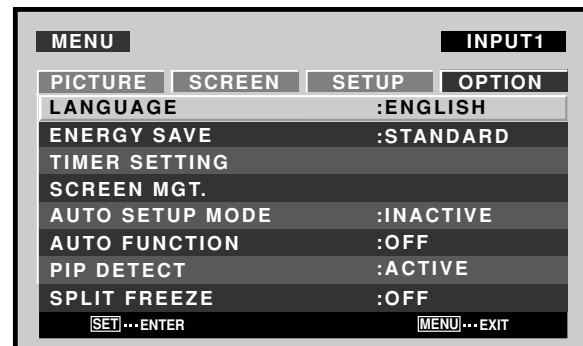 MENU INPUT1
PICTURE SCREEN SETUP OPTION
LANGUAGE :ENGLISH
ENERGY SAVE :STANDARD
TIMER SETTING
SCREEN MGT.
AUTO SETUP MODE :INACTIVE
AUTO FUNCTION :OFF
PIP DETECT :ACTIVE
SPLIT FREEZE :OFF
SET···ENTER MENU···EXIT